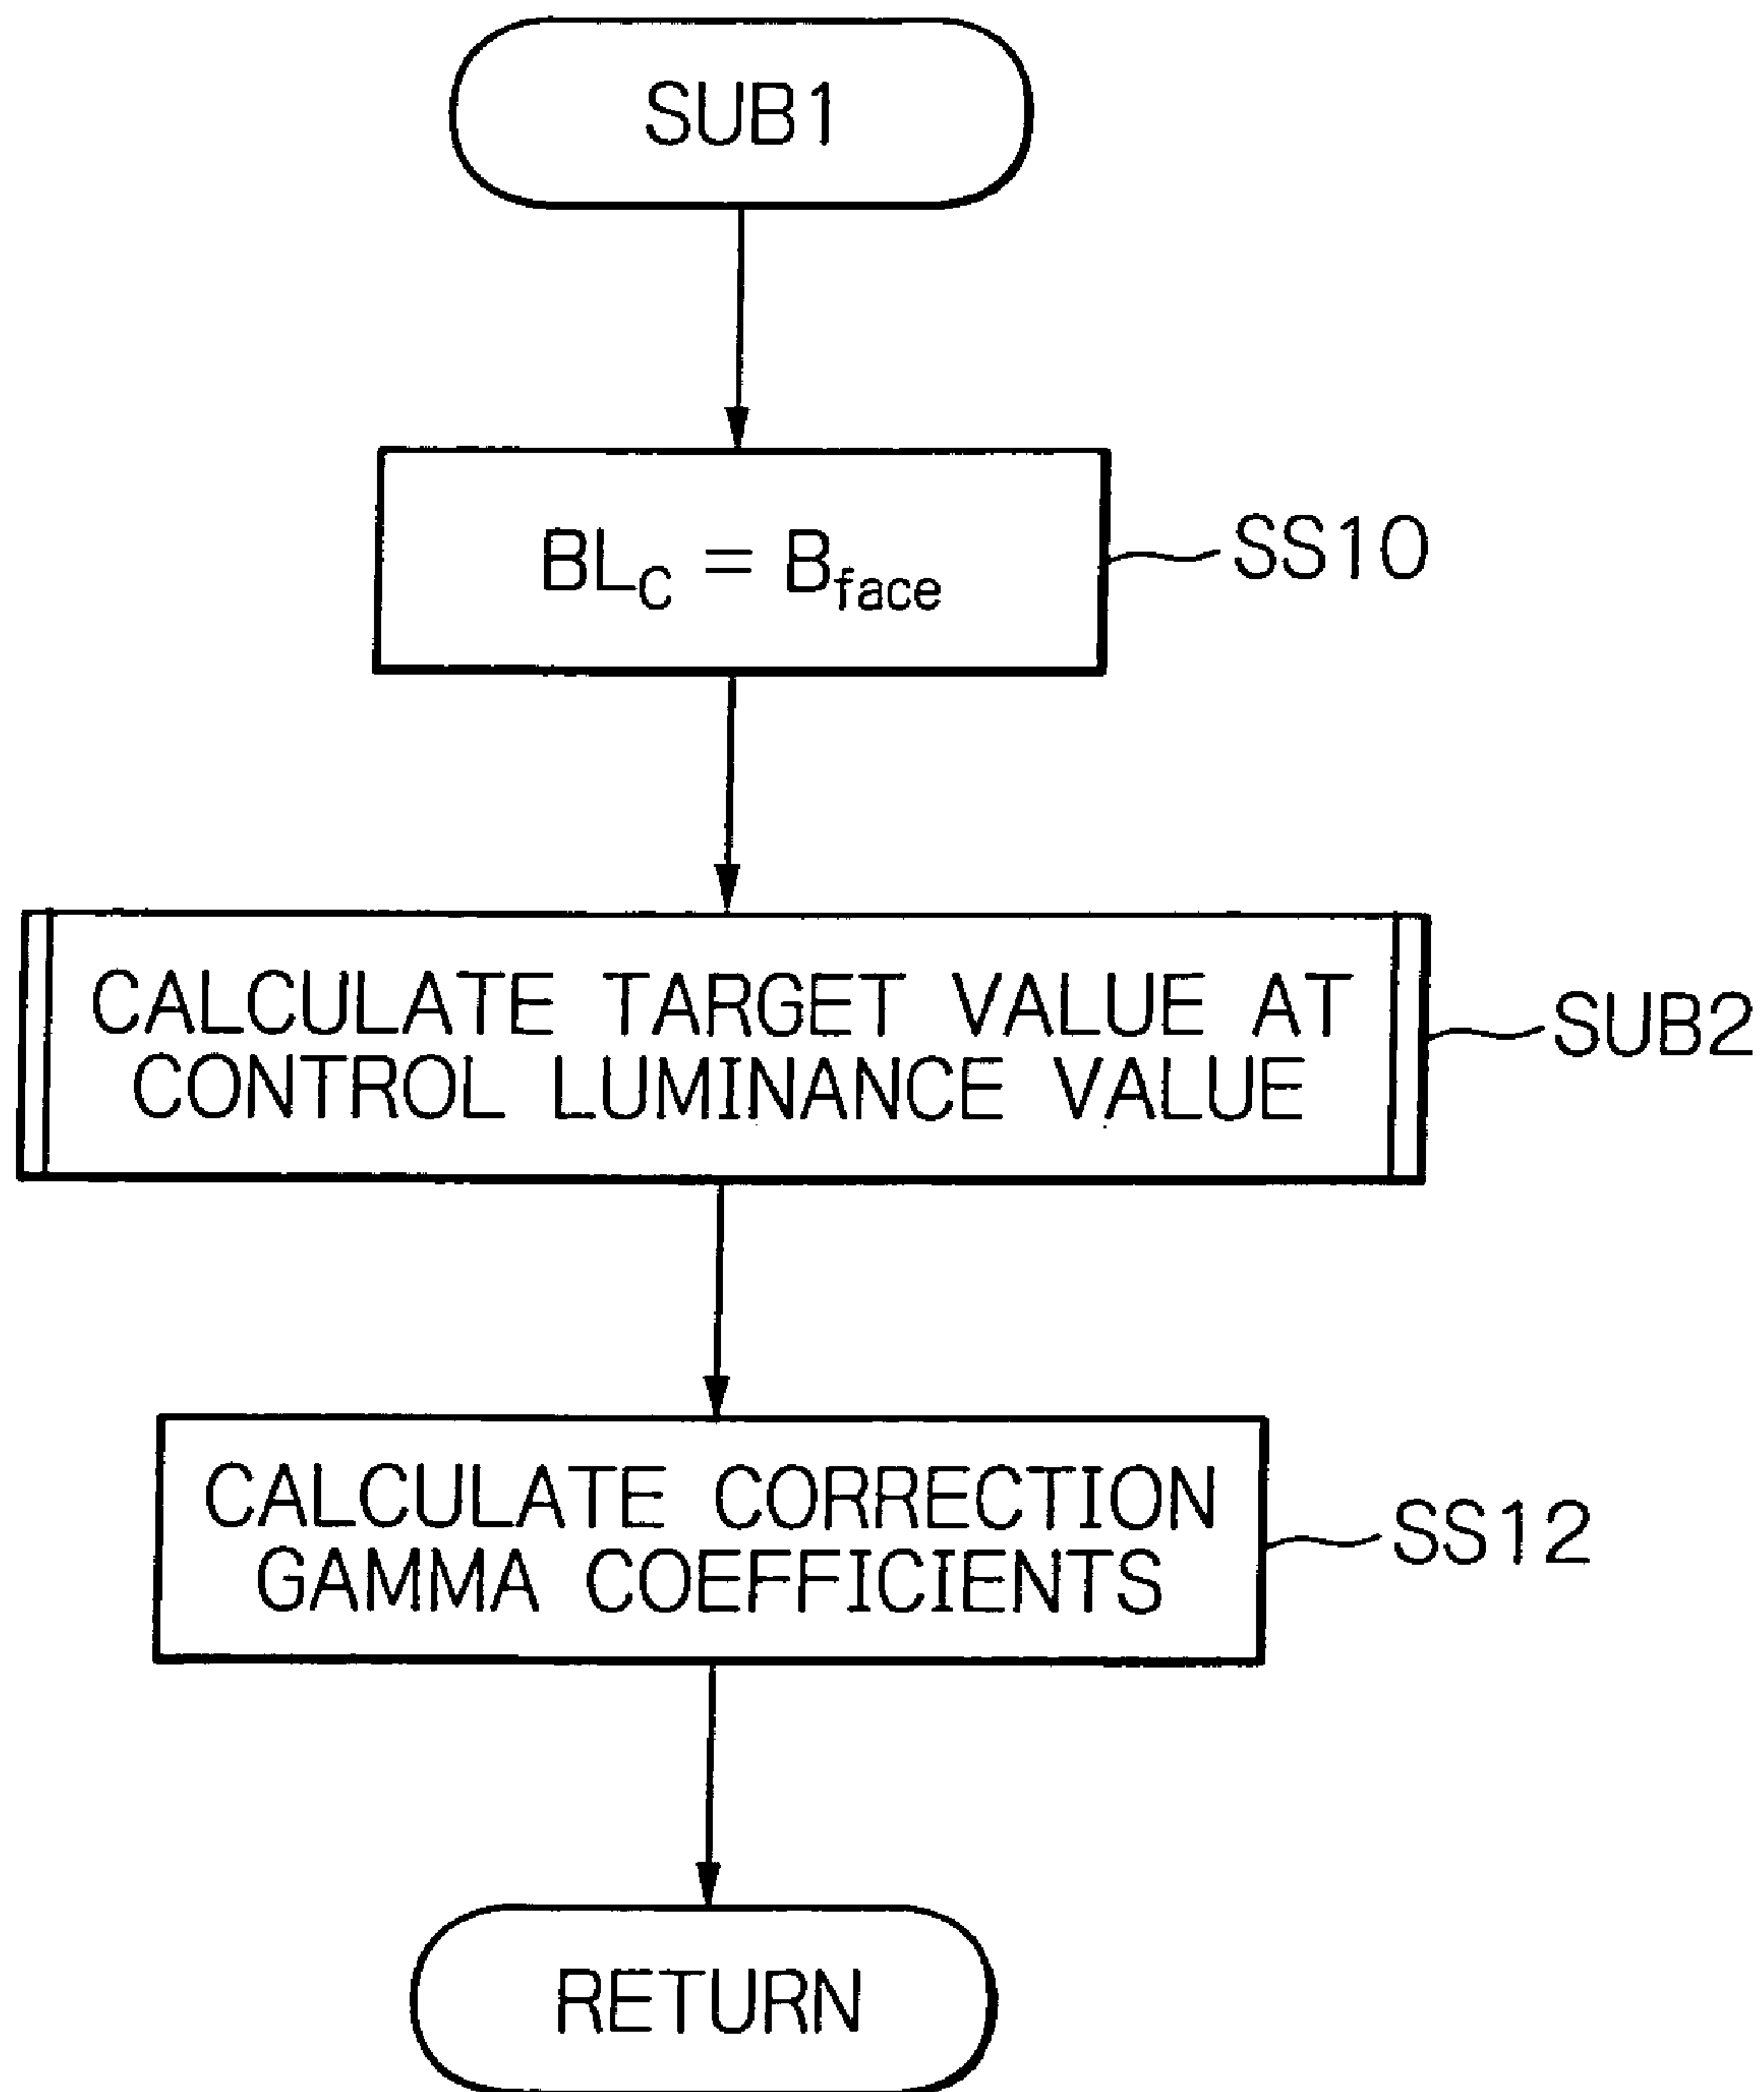 SUB1
BLC = Bface
SS10
CALCULATE TARGET VALUE AT
CONTROL LUMINANCE VALUE
SUB2
CALCULATE CORRECTION
GAMMA COEFFICIENTS
SS12
RETURN